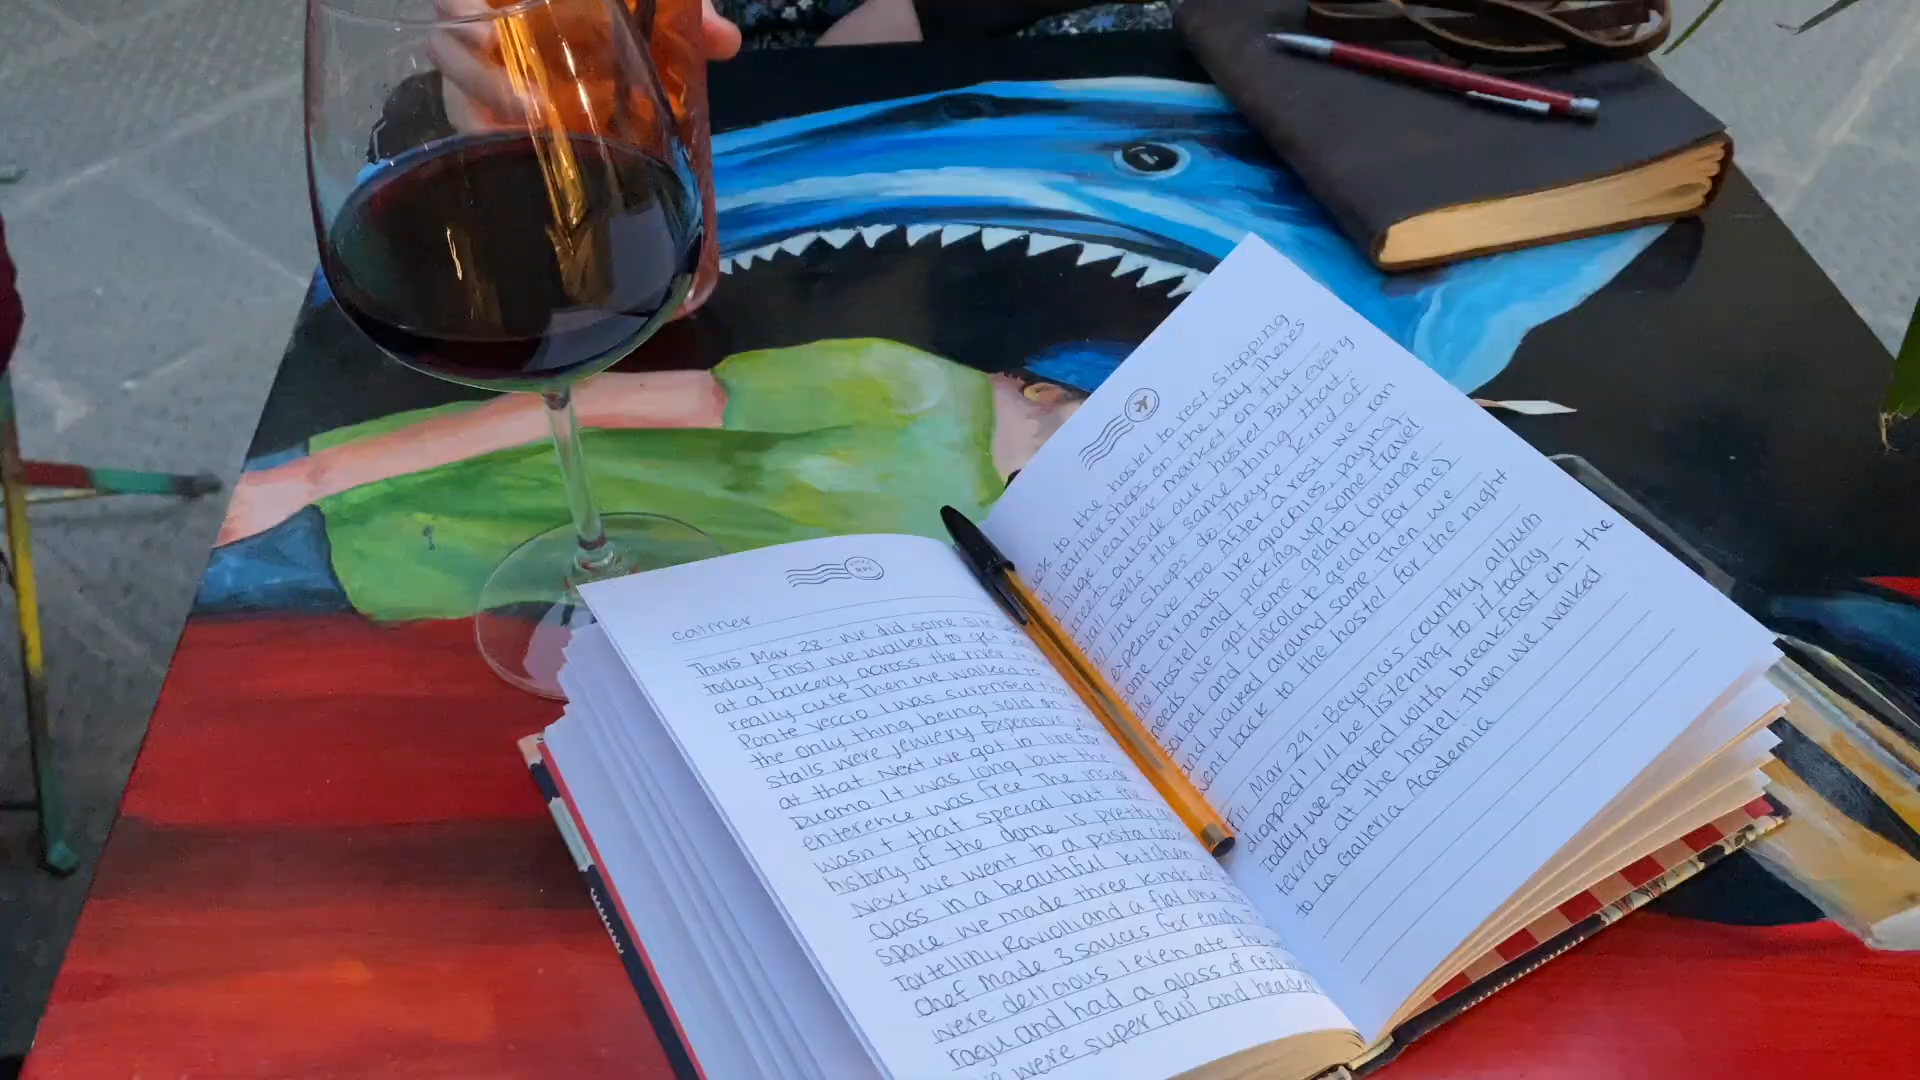 calmer
Thurs Mar 28 - We did some
today First we walked to get
at a bakery across the river
really cute Then we walked to
Ponte Veccio I was surprised
the only thing being sold on
stalls were jewlery Expensive
at that. Next we got in line for
Duomo. It was long but the
enterence was free The inside
wasn't that special but the
history of the dome is pretty
Next we went to a pasta
class in a beautiful kitchen
space we made three kinds
Tortellini, Ravioli and a flat one
chef made 3 sauces for each
were delicious I even ate the
ragu and had a glass of red
were super full and headed
to the hostel to rest stopping
leather shops on the way Theres
huge leather market on the
outside our hostel But every
stall sells the same thing that
all the shops do. They're kind of
expensive too After a rest we ran
some errands like groceries, paying
the hostel and picking up some travel
needs we got some gelato (orange
sorbet and chocolate gelato for me)
and walked around some Then we
went back to the hostel for the night
Fri Mar 29 - Beyonce's country album
dropped! I'll be listening to it today
Today we started with breakfast on the
terrace at the hostel. Then we walked
to La Galleria Academia